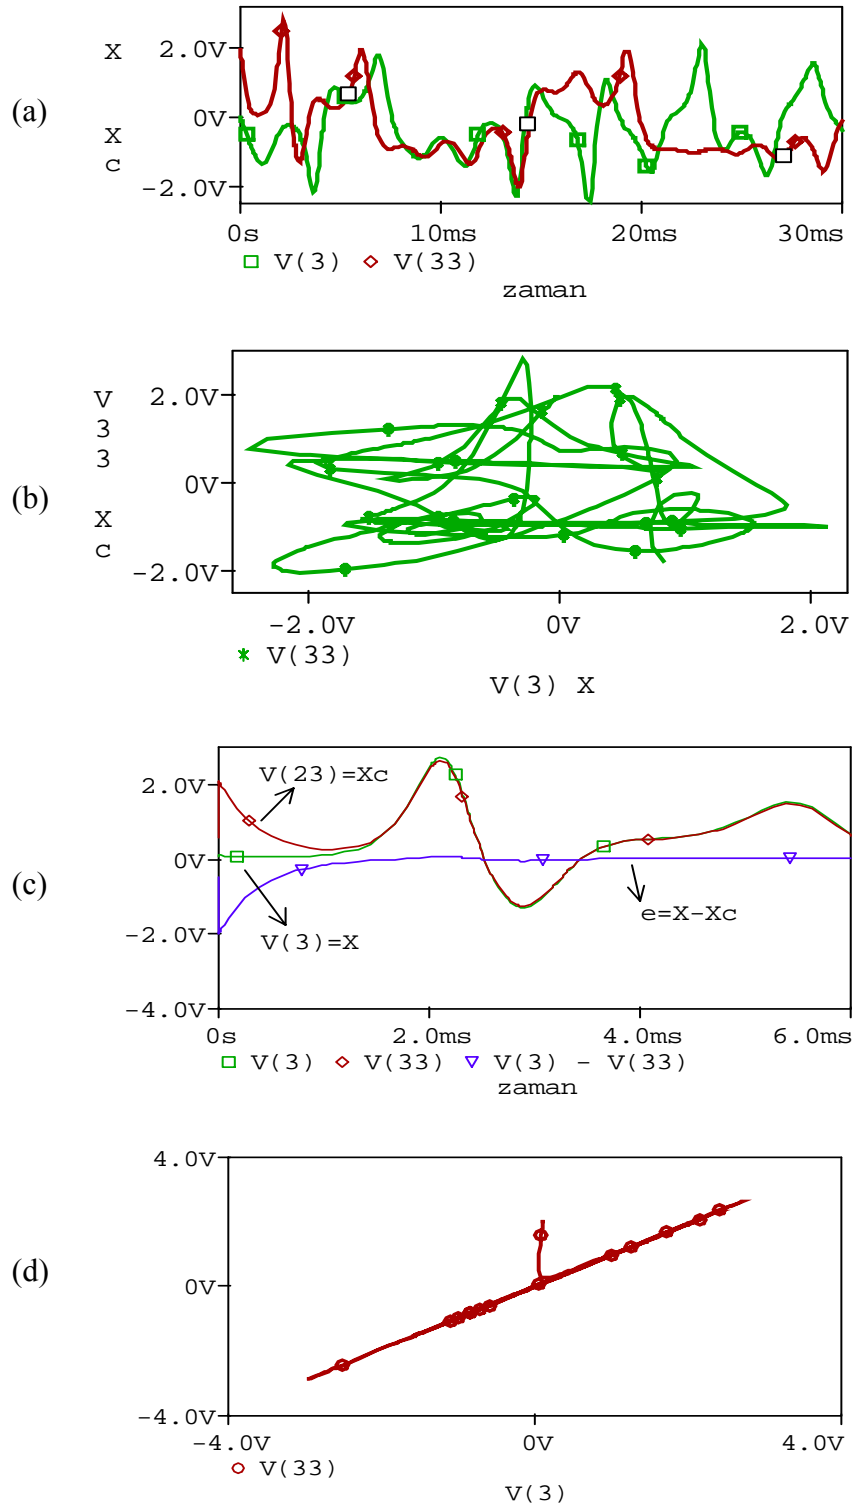 (a)
X
X
C
2.0V
0V
-2.0V
0s 10ms 20ms 30ms
V(3) V(33)
zaman
(b)
V
3
3
X
C
2.0V
0V
-2.0V
-2.0V 0V 2.0V
V(33)
V(3) X
(c)
2.0V
0V
-2.0V
-4.0V
V(23)=Xc
V(3)=X
e=X-Xc
0s 2.0ms 4.0ms 6.0ms
V(3) V(33) V(3) - V(33)
zaman
(d)
4.0V
0V
-4.0V
-4.0V 0V 4.0V
V(33)
V(3)